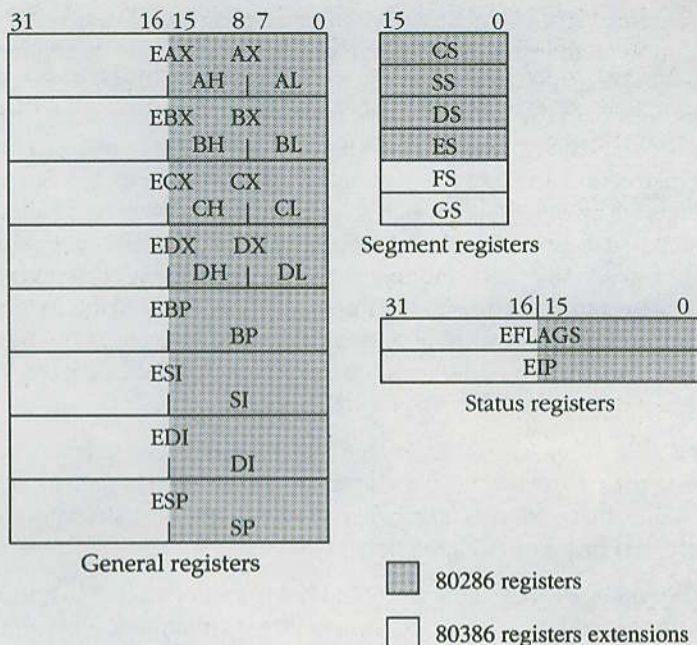 31 16 15 8 7 0
EAX AX
AH AL
EBX BX
BH BL
ECX CX
CH CL
EDX DX
DH DL
EBP
BP
ESI
SI
EDI
DI
ESP
SP
General registers
15 0
CS
SS
DS
ES
FS
GS
Segment registers
31 16 15 0
EFLAGS
EIP
Status registers
80286 registers
80386 registers extensions